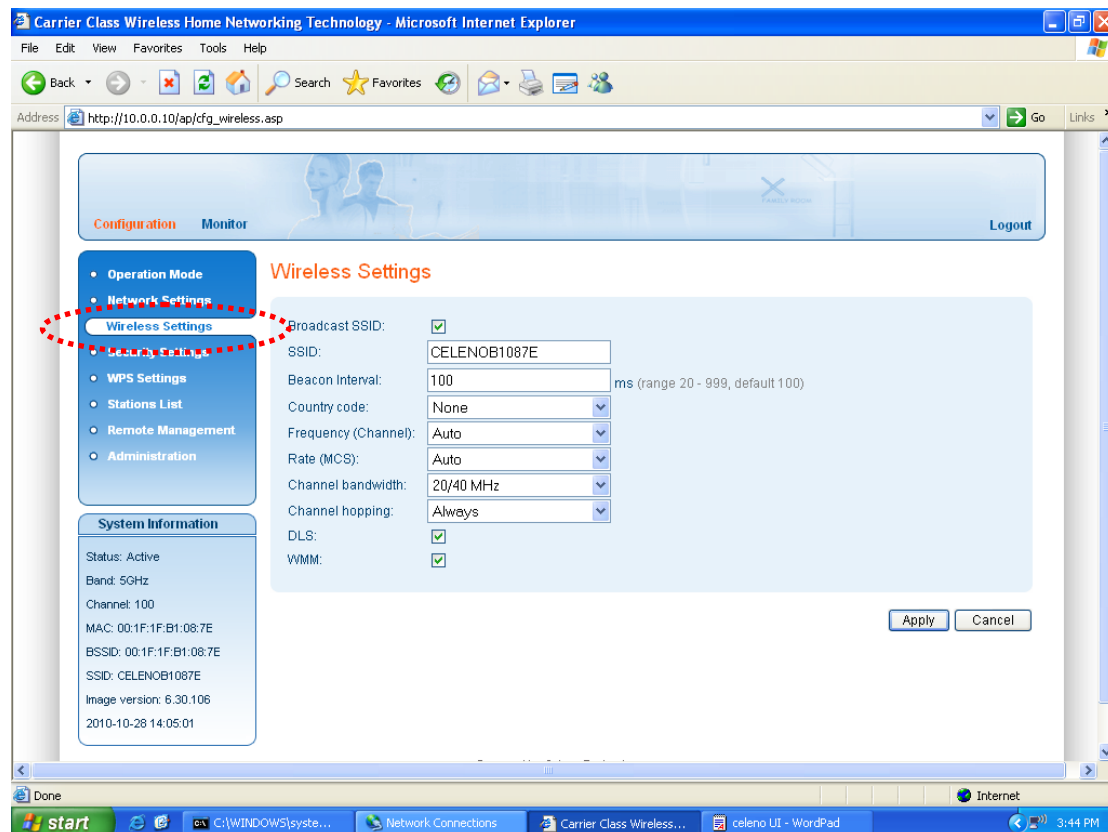 Carrier Class Wireless Home Networking Technology - Microsoft Internet Explorer
File Edit View Favorites Tools Help
Back Search Favorites
Address http://10.0.0.10/ap/cfg_wireless.asp Go Links
FAMILY ROOM
Configuration Monitor Logout
Operation Mode
Network Settings
Wireless Settings
Security Settings
WPS Settings
Stations List
Remote Management
Administration
System Information
Status: Active
Band: 5GHz
Channel: 100
MAC: 00:1F:1F:B1:08:7E
BSSID: 00:1F:1F:B1:08:7E
SSID: CELENOB1087E
Image version: 6.30.106
2010-10-28 14:05:01
Wireless Settings
Broadcast SSID:
SSID: CELENOB1087E
Beacon Interval: 100 ms (range 20 - 999, default 100)
Country code: None
Frequency (Channel): Auto
Rate (MCS): Auto
Channel bandwidth: 20/40 MHz
Channel hopping: Always
DLS:
WMM:
Apply Cancel
Done Internet
start C:\WINDOWS\syste... Network Connections Carrier Class Wireless... celeno UI - WordPad 3:44 PM